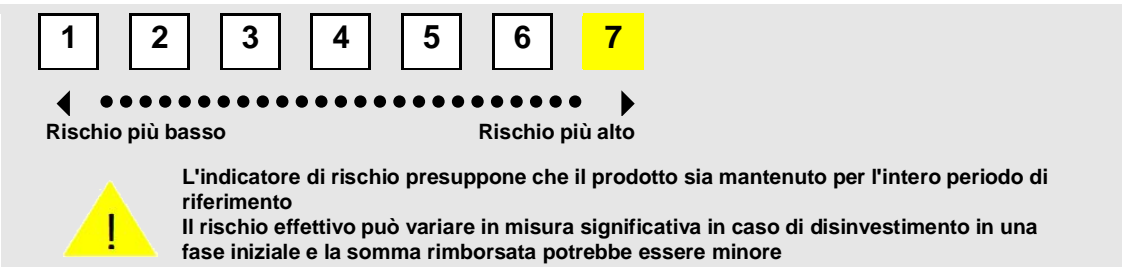 1 2 3 4 5 6 7
Rischio più basso Rischio più alto
L'indicatore di rischio presuppone che il prodotto sia mantenuto per l'intero periodo di
riferimento
Il rischio effettivo può variare in misura significativa in caso di disinvestimento in una
fase iniziale e la somma rimborsata potrebbe essere minore
!